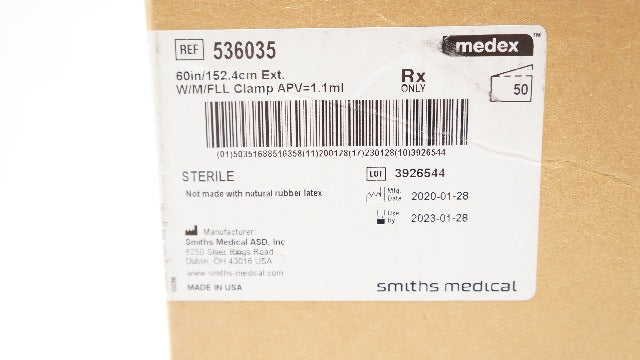 REF 536035
medex™
60in/152.4cm Ext.
W/M/FLL Clamp APV=1.1ml
Rx
ONLY
50
(01)50351688516358(11)200128(17)230128(10)3926544
STERILE
LOT 3926544
Not made with natural rubber latex
Mfg. Date: 2020-01-28
Use by: 2023-01-28
Manufacturer
Smiths Medical ASD, Inc
6250 Shier Rings Road
Dublin, OH 43016 USA
www.smiths-medical.com
MADE IN USA
smiths medical